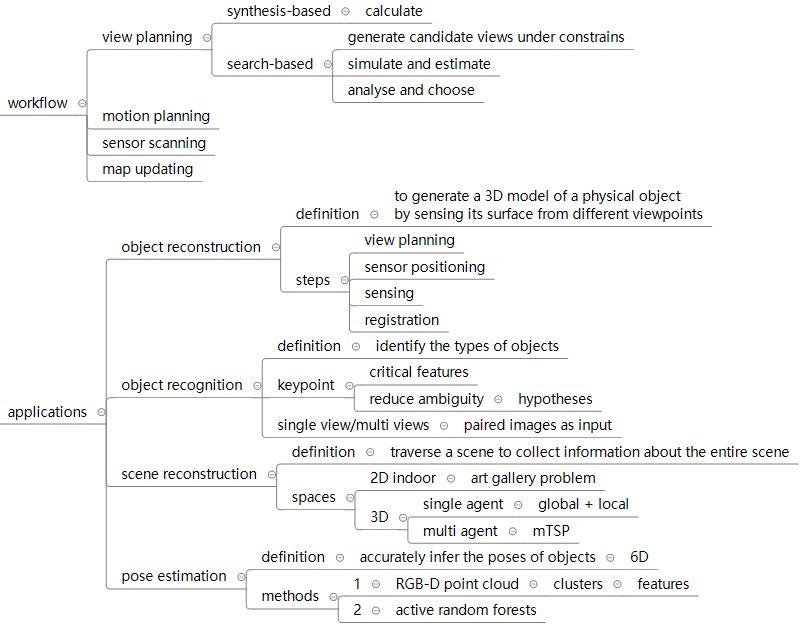 synthesis-based calculate
view planning
generate candidate views under constrains
search-based simulate and estimate
analyse and choose
workflow
motion planning
sensor scanning
map updating
to generate a 3D model of a physical object
definition by sensing its surface from different viewpoints
view planning
object reconstruction
sensor positioning
steps
sensing
registration
definition identify the types of objects
critical features
object recognition keypoint
reduce ambiguity hypotheses
applications
single view/multi views paired images as input
definition traverse a scene to collect information about the entire scene
scene reconstruction
2D indoor art gallery problem
spaces
single agent global + local
3D
multi agent mTSP
definition accurately infer the poses of objects 6D
pose estimation
1 RGB-D point cloud clusters features
methods
2 active random forests